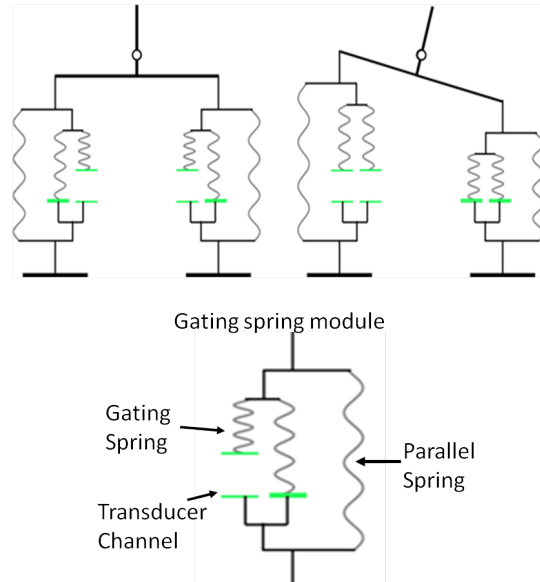 Gating spring module
Gating
Spring
Parallel
Spring
Transducer
Channel